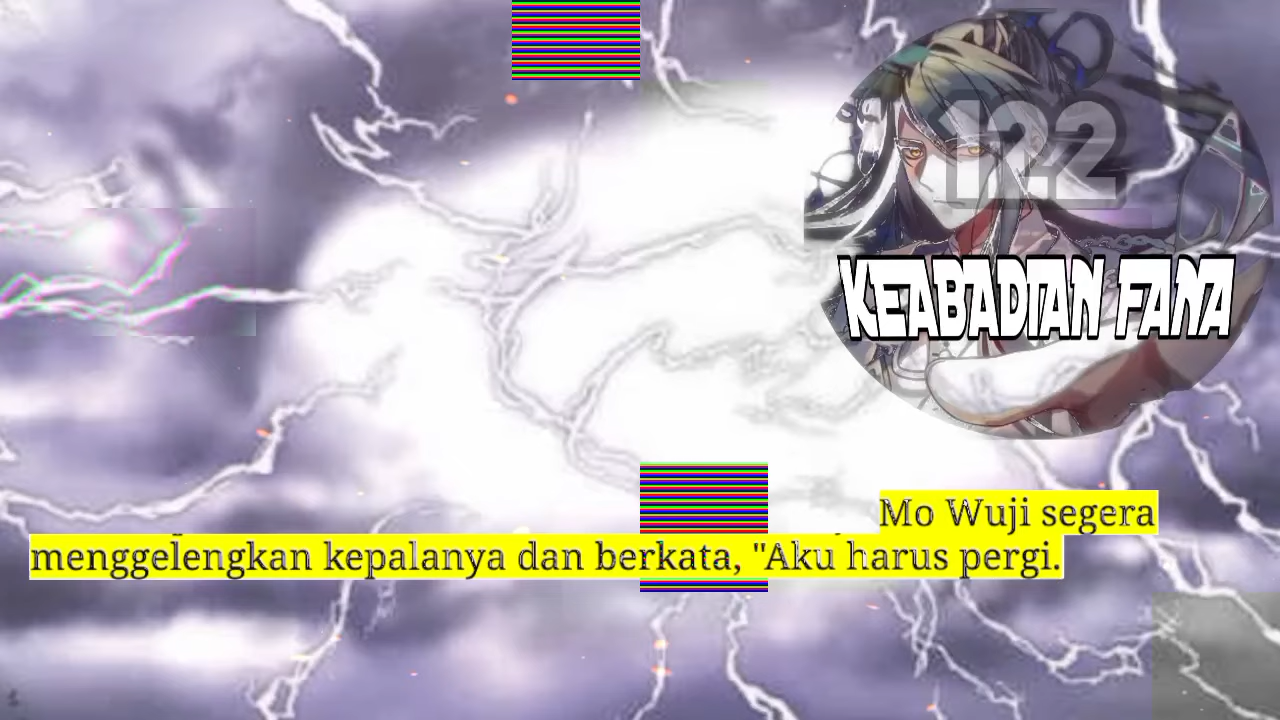 122
KEABADIAN FANA
Mo Wuji segera
menggelengkan kepalanya dan berkata, "Aku harus pergi.